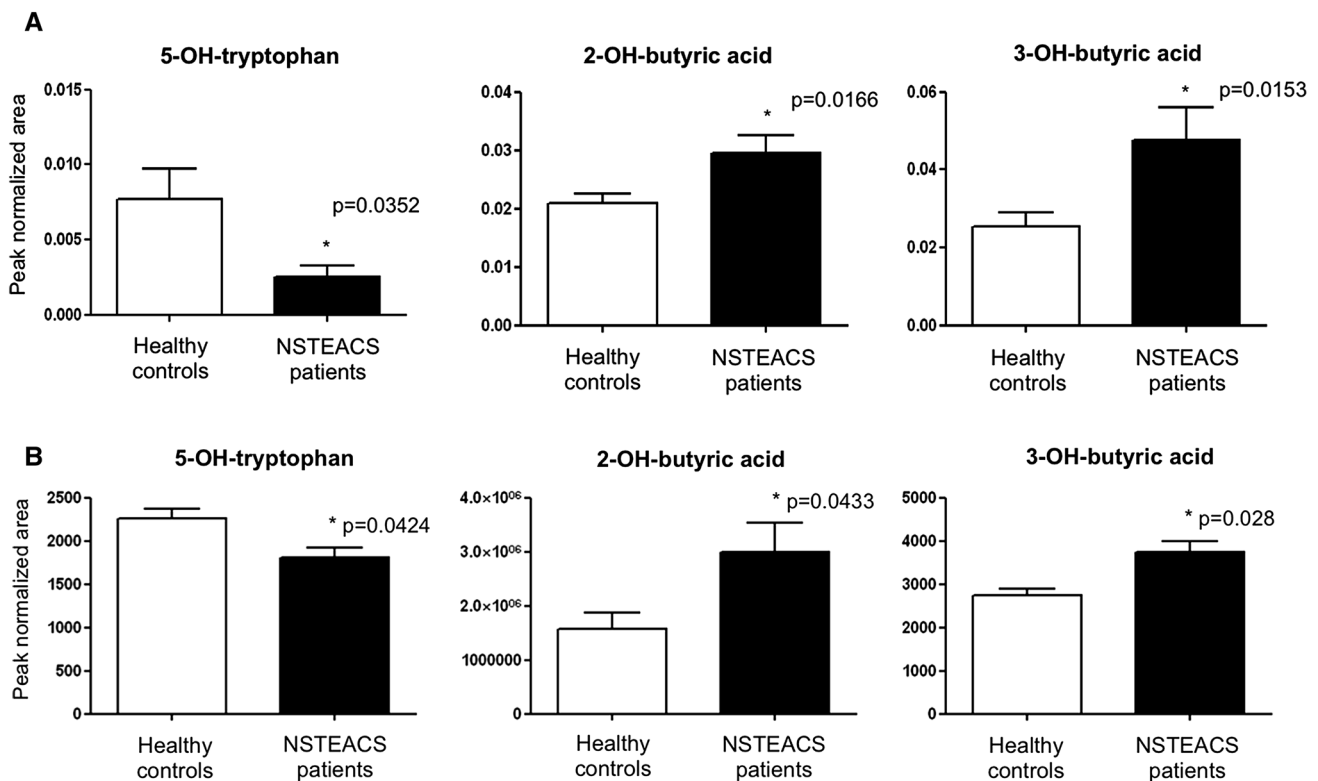 A
5-OH-tryptophan
2-OH-butyric acid
3-OH-butyric acid
Peak normalized area
0.015
0.010
0.005
0.000
*
p=0.0352
Healthy
controls
NSTEACS
patients
0.04
0.03
0.02
0.01
0.00
*
p=0.0166
Healthy
controls
NSTEACS
patients
0.06
0.04
0.02
0.00
*
p=0.0153
Healthy
controls
NSTEACS
patients
B
5-OH-tryptophan
2-OH-butyric acid
3-OH-butyric acid
Peak normalized area
2500
2000
1500
1000
500
0
* p=0.0424
Healthy
controls
NSTEACS
patients
4.0×10⁰⁶
3.0×10⁰⁶
2.0×10⁰⁶
1000000
0
* p=0.0433
Healthy
controls
NSTEACS
patients
5000
4000
3000
2000
1000
0
* p=0.028
Healthy
controls
NSTEACS
patients